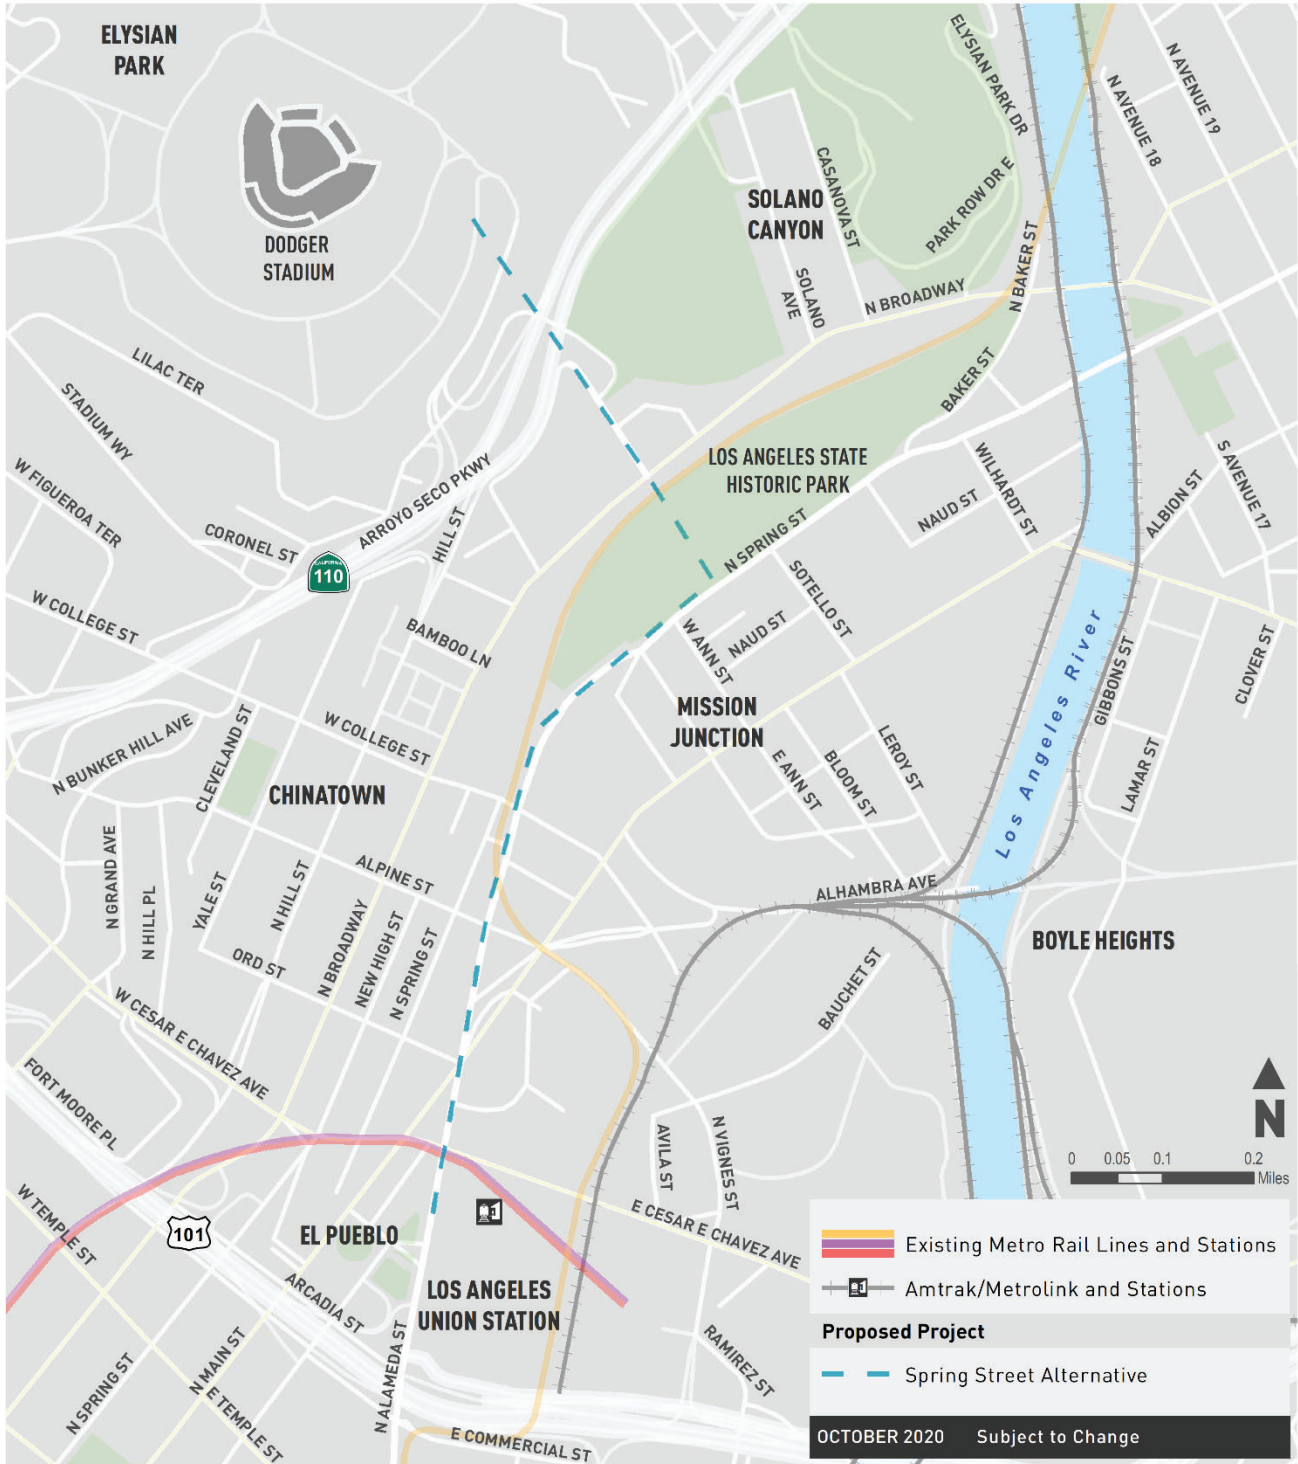 ELYSIAN
PARK
DODGER
STADIUM
ELYSIAN PARK DR
N AVENUE 19
N AVENUE 18
CASANOVA ST
SOLANO
CANYON
PARK ROW DR E
SOLANO
AVE
N BROADWAY
N BAKER ST
BAKER ST
LILAC TER
STADIUM WY
W FIGUEROA TER
ARROYO SECO PKWY
HILL ST
CORONEL ST
CALIFORNIA
110
LOS ANGELES STATE
HISTORIC PARK
N SPRING ST
WILHARDT ST
NAUD ST
ALBION ST
S AVENUE 17
W COLLEGE ST
BAMBOO LN
SOTELLO ST
NAUD ST
W ANN ST
MISSION
JUNCTION
Los Angeles River
GIBBONS ST
CLOVER ST
N BUNKER HILL AVE
CLEVELAND ST
W COLLEGE ST
CHINATOWN
LEROY ST
BLOOM ST
E ANN ST
LAMAR ST
N GRAND AVE
N HILL PL
YALE ST
N HILL ST
ALPINE ST
ORD ST
N BROADWAY
NEW HIGH ST
N SPRING ST
ALHAMBRA AVE
BOYLE HEIGHTS
BAUCHET ST
W CESAR E CHAVEZ AVE
FORT MOORE PL
W TEMPLE ST
101
EL PUEBLO
AVILA ST
N VIGNES ST
E CESAR E CHAVEZ AVE
LOS ANGELES
UNION STATION
ARCADIA ST
N MAIN ST
N SPRING ST
E TEMPLE ST
N ALAMEDA ST
E COMMERCIAL ST
RAMIREZ ST
N
0 0.05 0.1 0.2
Miles
Existing Metro Rail Lines and Stations
Amtrak/Metrolink and Stations
Proposed Project
Spring Street Alternative
OCTOBER 2020 Subject to Change